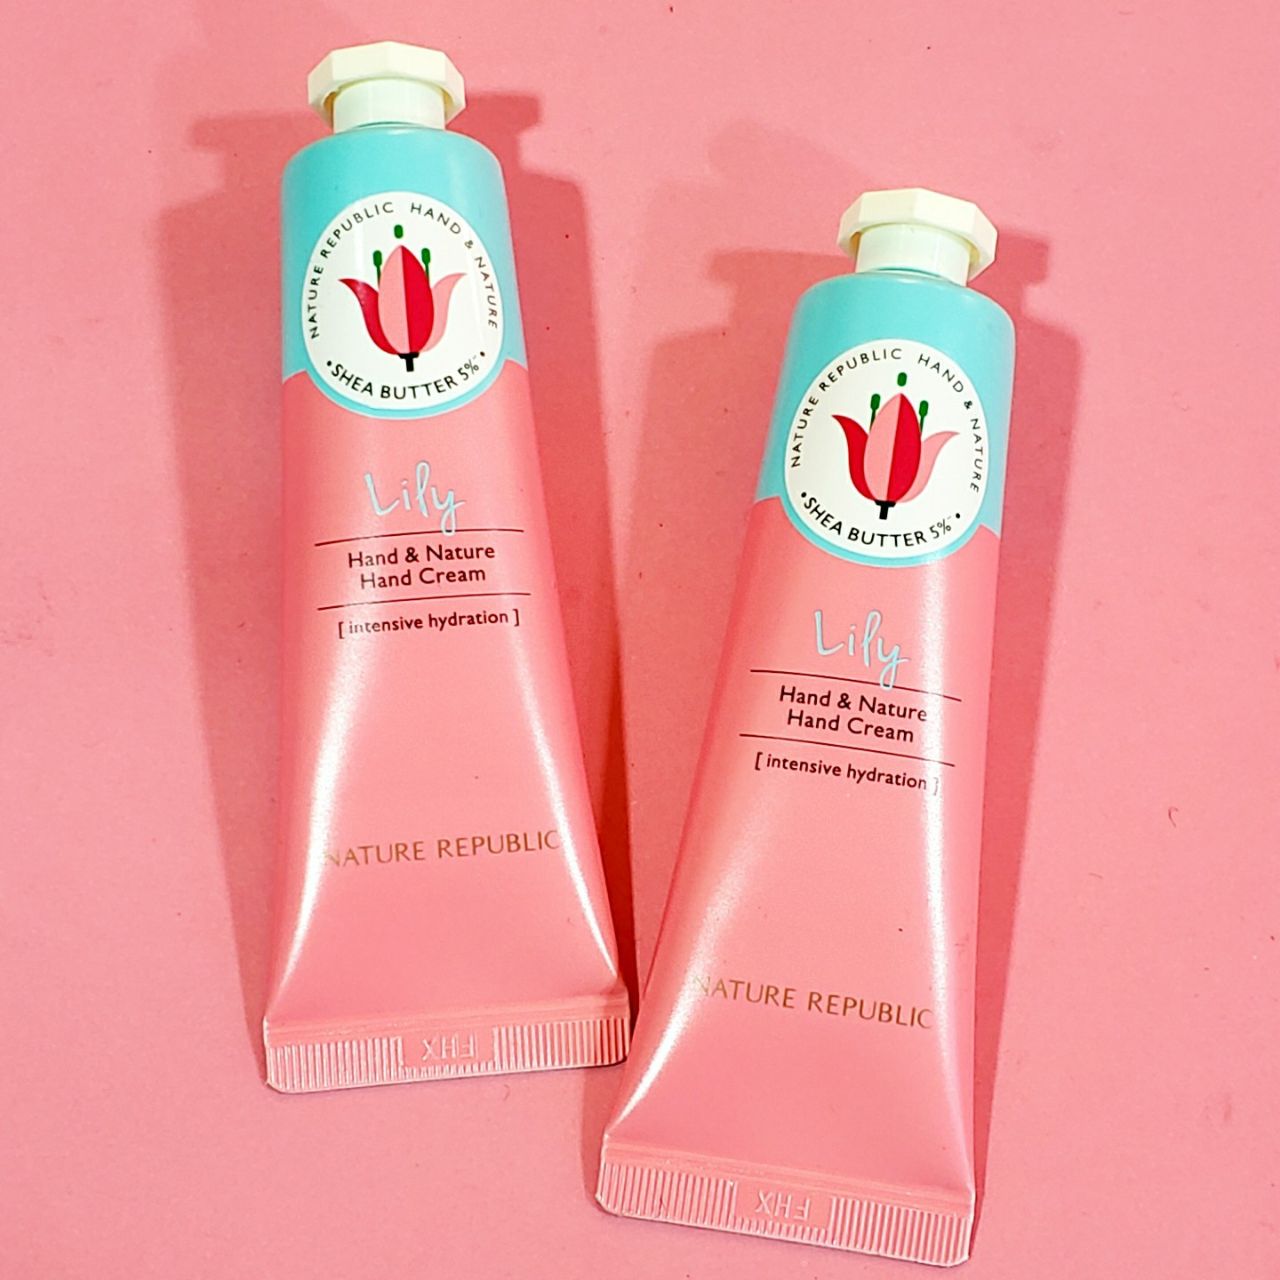 NATURE REPUBLIC HAND & NATURE
• SHEA BUTTER 5% •
Lily
Hand & Nature
Hand Cream
[ intensive hydration ]
NATURE REPUBLIC
FHX
NATURE REPUBLIC HAND & NATURE
• SHEA BUTTER 5% •
Lily
Hand & Nature
Hand Cream
[ intensive hydration ]
NATURE REPUBLIC
FHX